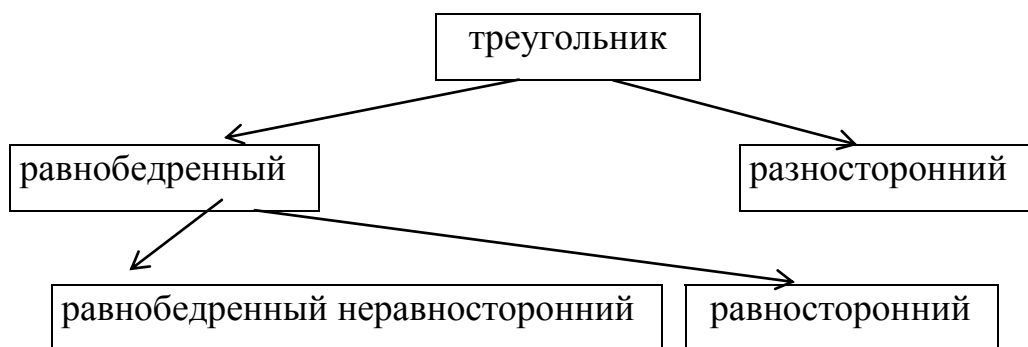 треугольник
равнобедренный
разносторонний
равнобедренный неравносторонний
равносторонний